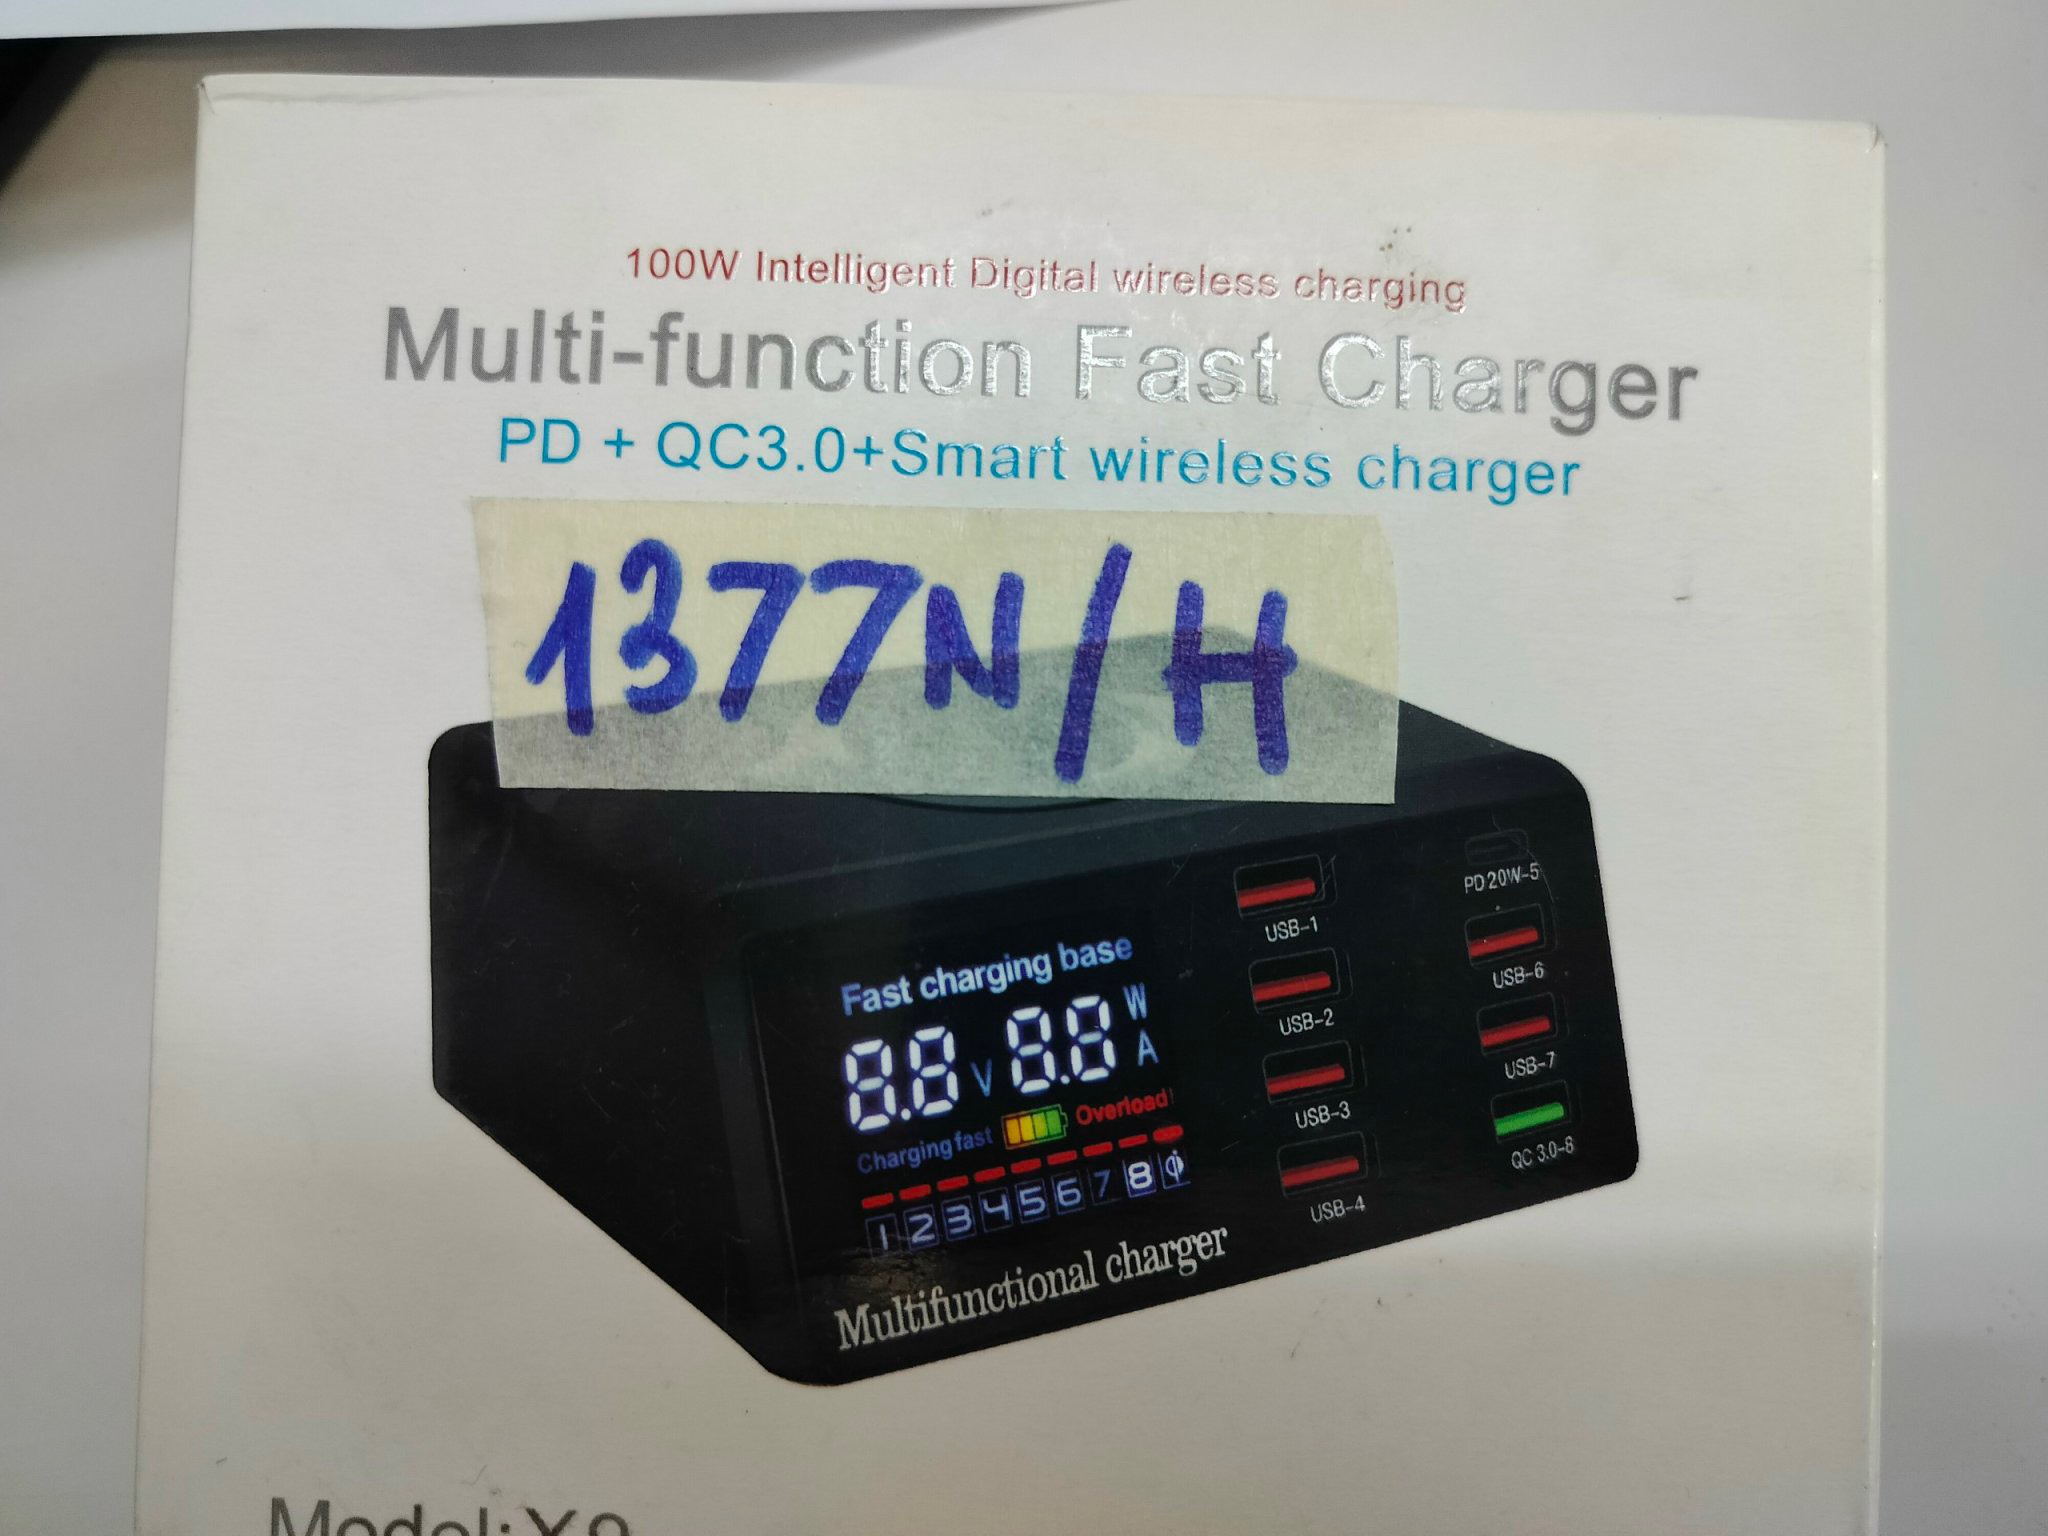 100W Intelligent Digital wireless charging
Multi-function Fast Charger
PD + QC3.0+Smart wireless charger
1377N/H
Fast charging base
8.8 V 8.8 W A
Charging fast Overload
1 2 3 4 5 6 7 8
Multifunctional charger
USB-1
USB-2
USB-3
USB-4
PD 20W-5
USB-6
USB-7
QC 3.0-8
Model: